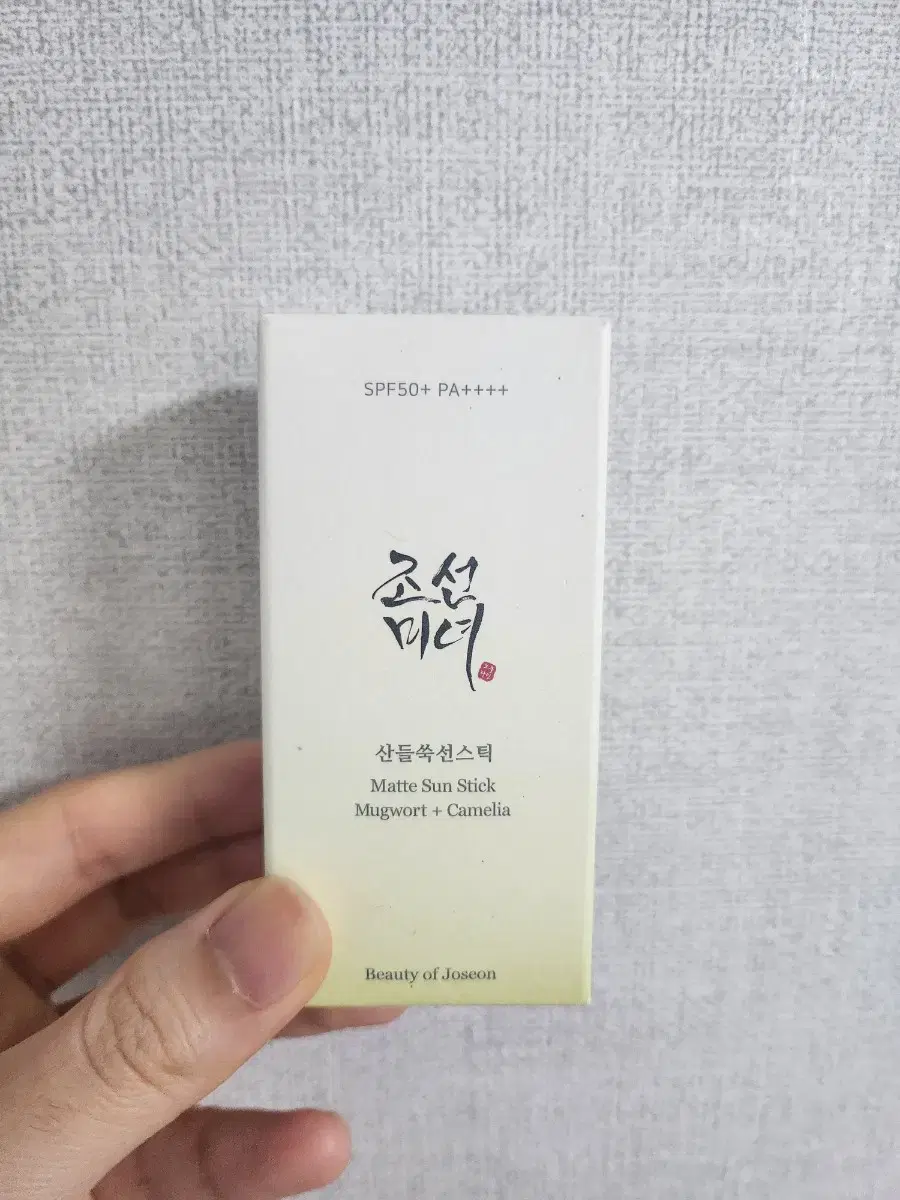 SPF50+ PA++++
조선
미녀
산들쑥선스틱
Matte Sun Stick
Mugwort + Camelia
Beauty of Joseon